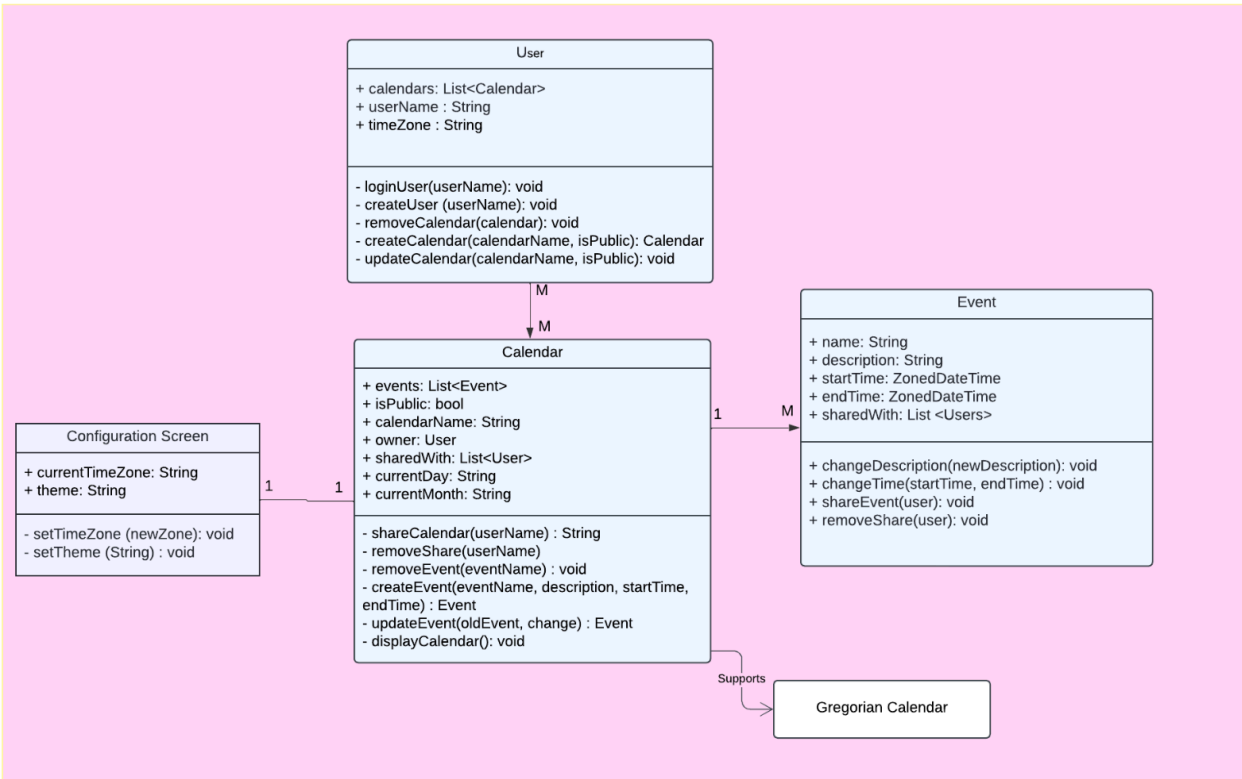 User
+ calendars: List<Calendar>
+ userName : String
+ timeZone : String
- loginUser(userName): void
- createUser (userName): void
- removeCalendar(calendar): void
- createCalendar(calendarName, isPublic): Calendar
- updateCalendar(calendarName, isPublic): void
M
M
Calendar
+ events: List<Event>
+ isPublic: bool
+ calendarName: String
+ owner: User
+ sharedWith: List<User>
+ currentDay: String
+ currentMonth: String
- shareCalendar(userName) : String
- removeShare(userName)
- removeEvent(eventName) : void
- createEvent(eventName, description, startTime,
endTime) : Event
- updateEvent(oldEvent, change) : Event
- displayCalendar(): void
1
M
Event
+ name: String
+ description: String
+ startTime: ZonedDateTime
+ endTime: ZonedDateTime
+ sharedWith: List <Users>
+ changeDescription(newDescription): void
+ changeTime(startTime, endTime) : void
+ shareEvent(user): void
+ removeShare(user): void
Configuration Screen
+ currentTimeZone: String
+ theme: String
- setTimeZone (newZone): void
- setTheme (String) : void
1
1
Supports
Gregorian Calendar